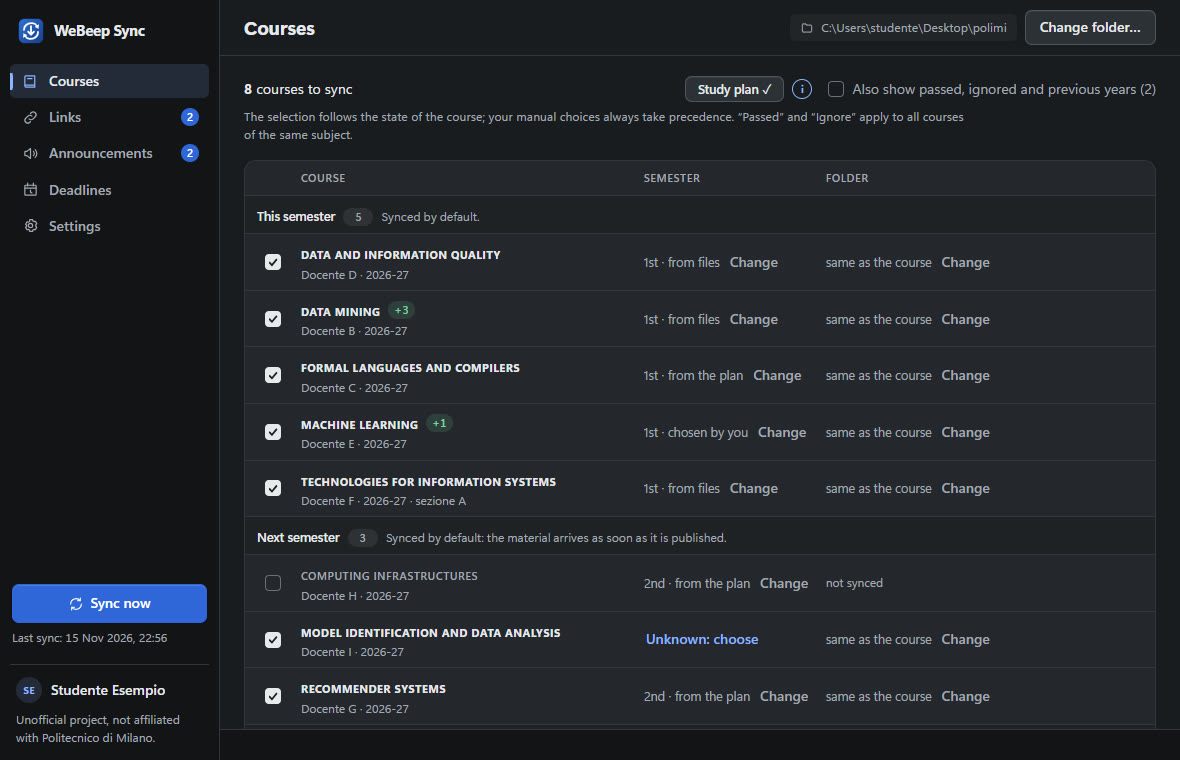 WeBeep Sync
Courses
Links 2
Announcements 2
Deadlines
Settings
Sync now
Last sync: 15 Nov 2026, 22:56
SE Studente Esempio
Unofficial project, not affiliated
with Politecnico di Milano.
Courses
C:\Users\studente\Desktop\polimi
Change folder...
8 courses to sync
Study plan ✓
i
Also show passed, ignored and previous years (2)
The selection follows the state of the course; your manual choices always take precedence. "Passed" and "Ignore" apply to all courses
of the same subject.
COURSE SEMESTER FOLDER
This semester 5 Synced by default.
DATA AND INFORMATION QUALITY
Docente D · 2026-27
1st · from files Change same as the course Change
DATA MINING +3
Docente B · 2026-27
1st · from files Change same as the course Change
FORMAL LANGUAGES AND COMPILERS
Docente C · 2026-27
1st · from the plan Change same as the course Change
MACHINE LEARNING +1
Docente E · 2026-27
1st · chosen by you Change same as the course Change
TECHNOLOGIES FOR INFORMATION SYSTEMS
Docente F · 2026-27 · sezione A
1st · from files Change same as the course Change
Next semester 3 Synced by default: the material arrives as soon as it is published.
COMPUTING INFRASTRUCTURES
Docente H · 2026-27
2nd · from the plan Change not synced
MODEL IDENTIFICATION AND DATA ANALYSIS
Docente I · 2026-27
Unknown: choose same as the course Change
RECOMMENDER SYSTEMS
Docente G · 2026-27
2nd · from the plan Change same as the course Change